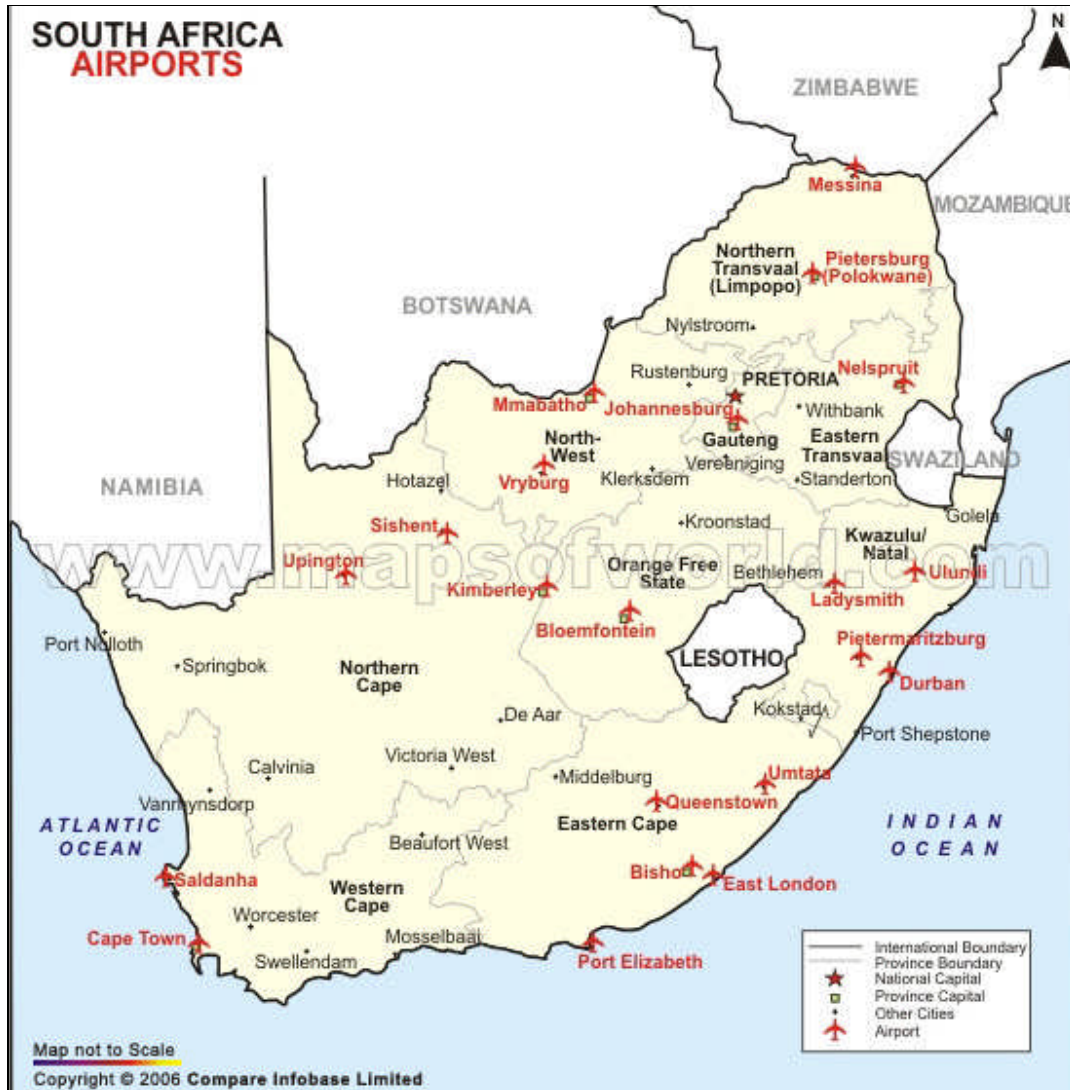 SOUTH AFRICA
AIRPORTS
N
ZIMBABWE
Messina
MOZAMBIQUE
Northern
Transvaal
(Limpopo)
Pietersburg
(Polokwane)
BOTSWANA
Nylstroom
Rustenburg
PRETORIA
Nelspruit
Mmabatho
Johannesburg
Withbank
North-
West
Gauteng
Eastern
Transvaal
Vereeniging
SWAZILAND
Hotazel
Vryburg
Klerksdem
Standerton
NAMIBIA
Golela
Sishent
Kroonstad
Kwazulu/
Natal
www.mapsofworld.com
Upington
Orange Free
State
Bethlehem
Ulundi
Kimberley
Ladysmith
Bloemfontein
Port Nolloth
Pietermaritzburg
Springbok
LESOTHO
Northern
Cape
Durban
Kokstad
De Aar
Port Shepstone
Victoria West
Calvinia
Middelburg
Umtata
Vanrhynsdorp
Queenstown
ATLANTIC
OCEAN
Eastern Cape
INDIAN
OCEAN
Beaufort West
Saldanha
Bisho
East London
Western
Cape
Worcester
Cape Town
Mosselbaai
Swellendam
Port Elizabeth
International Boundary
Province Boundary
National Capital
Province Capital
Other Cities
Airport
Map not to Scale
Copyright © 2006 Compare Infobase Limited